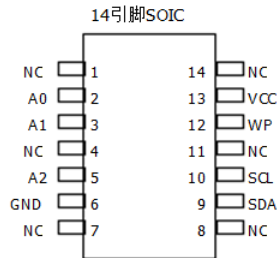 14引脚SOIC
NC 1 14 NC
A0 2 13 VCC
A1 3 12 WP
NC 4 11 NC
A2 5 10 SCL
GND 6 9 SDA
NC 7 8 NC